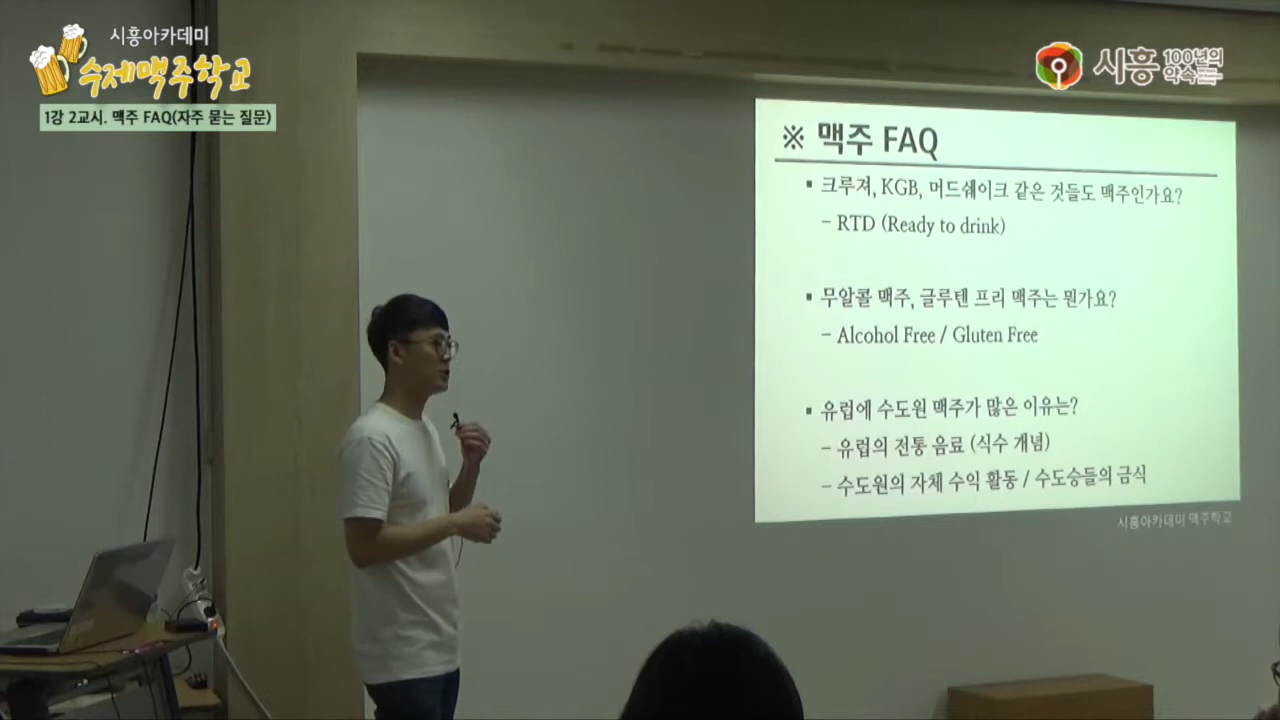 시흥아카데미
수제맥주학교
1강 2교시. 맥주 FAQ(자주 묻는 질문)
시흥 100년의 약속
※ 맥주 FAQ
▪ 크루져, KGB, 머드쉐이크 같은 것들도 맥주인가요?
- RTD (Ready to drink)
▪ 무알콜 맥주, 글루텐 프리 맥주는 뭔가요?
- Alcohol Free / Gluten Free
▪ 유럽에 수도원 맥주가 많은 이유는?
- 유럽의 전통 음료 (식수 개념)
- 수도원의 자체 수익 활동 / 수도승들의 금식
시흥아카데미 맥주학교